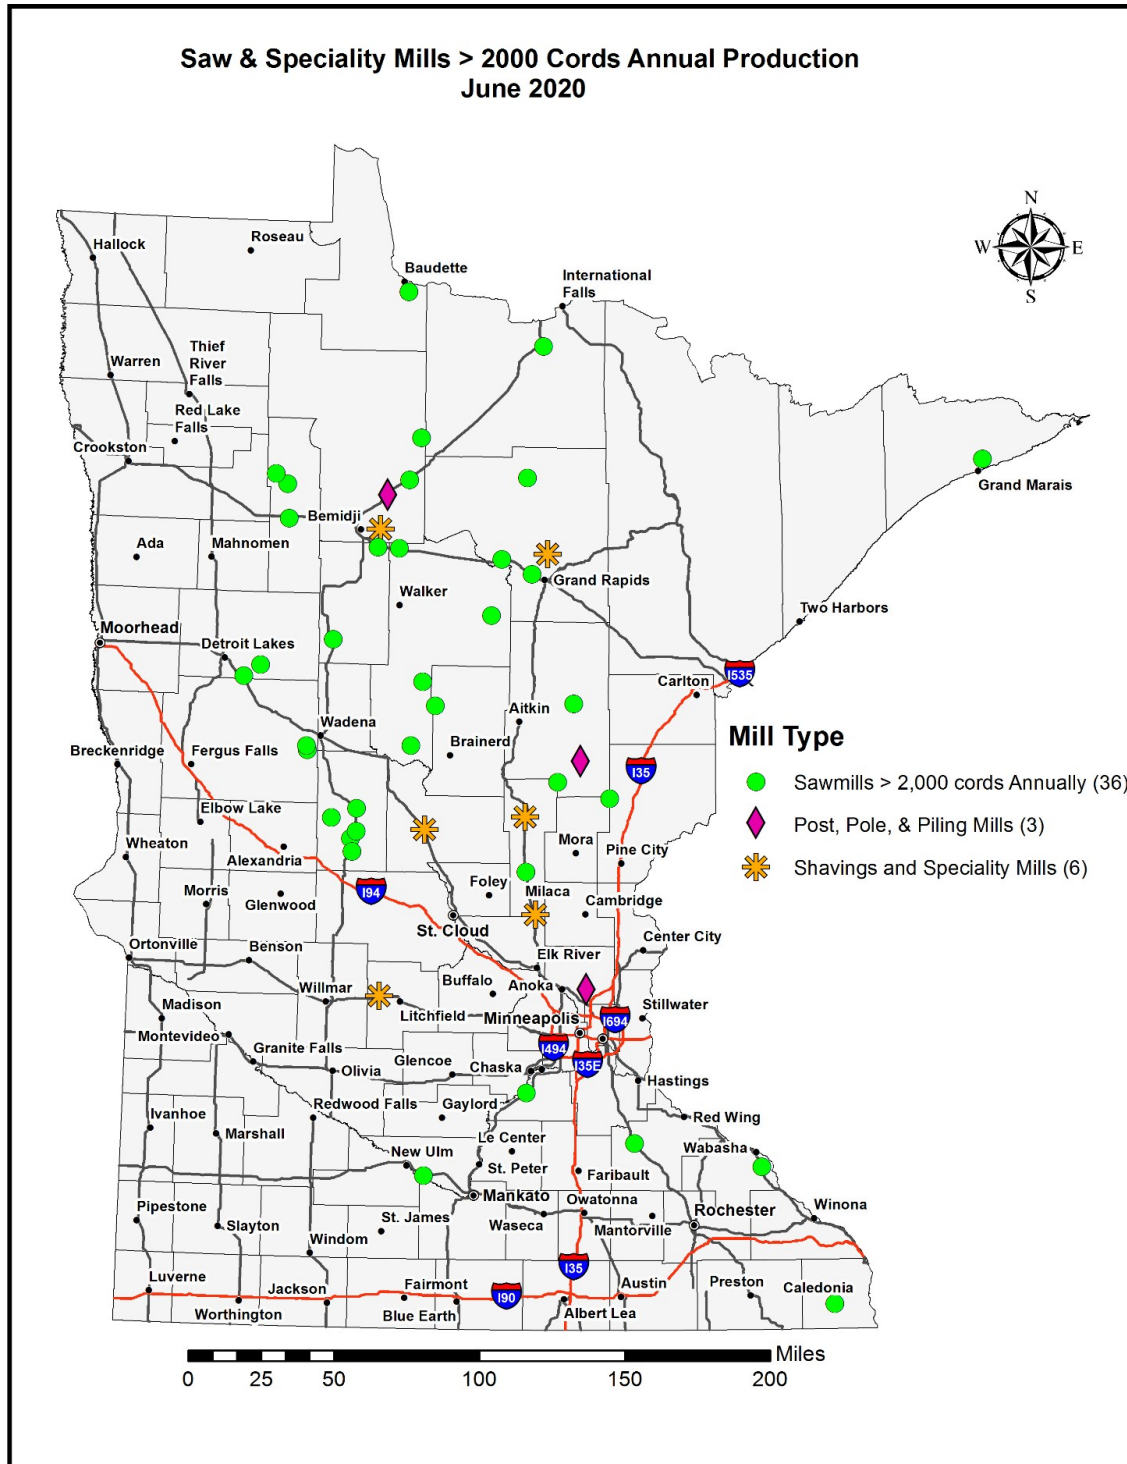 Saw & Speciality Mills > 2000 Cords Annual Production
June 2020
N
W
E
S
Roseau
Hallock
Baudette
International
Falls
Thief
River
Falls
Warren
Red Lake
Falls
Crookston
Grand Marais
Bemidji
Ada
Mahnomen
Grand Rapids
Walker
Two Harbors
Moorhead
Detroit Lakes
I535
Carlton
Aitkin
Wadena
Brainerd
Breckenridge
Fergus Falls
I35
Mill Type
Sawmills > 2,000 cords Annually (36)
Post, Pole, & Piling Mills (3)
Shavings and Speciality Mills (6)
Elbow Lake
Mora
Wheaton
Alexandria
Pine City
I94
Foley
Milaca
Morris
Glenwood
Cambridge
St. Cloud
Center City
Ortonville
Benson
Elk River
Buffalo
Anoka
Willmar
Stillwater
Madison
Litchfield
Minneapolis
I694
Montevideo
I494
Granite Falls
Glencoe
Chaska
I35E
Olivia
Hastings
Redwood Falls
Gaylord
Ivanhoe
Red Wing
Marshall
Le Center
Wabasha
New Ulm
St. Peter
Faribault
Mankato
Owatonna
Pipestone
Rochester
Winona
St. James
Waseca
Mantorville
Slayton
Windom
I35
Luverne
Jackson
Fairmont
I90
Austin
Preston
Caledonia
Worthington
Blue Earth
Albert Lea
Miles
0 25 50 100 150 200